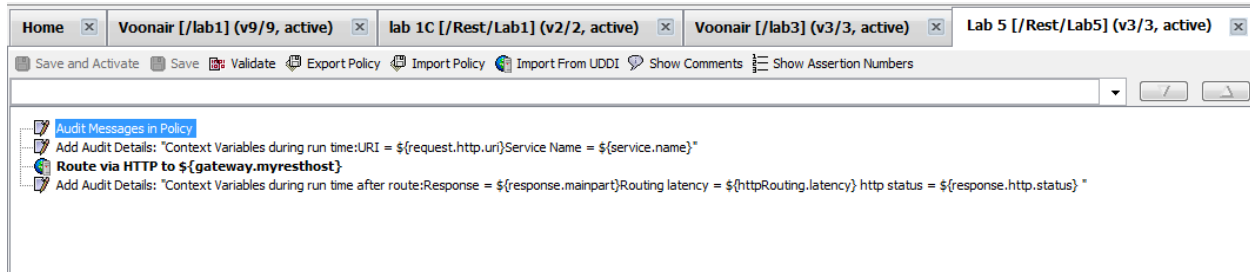 Home Voonair [/lab1] (v9/9, active) lab 1C [/Rest/Lab1] (v2/2, active) Voonair [/lab3] (v3/3, active) Lab 5 [/Rest/Lab5] (v3/3, active)
Save and Activate Save Validate Export Policy Import Policy Import From UDDI Show Comments Show Assertion Numbers
Audit Messages in Policy
Add Audit Details: "Context Variables during run time:URI = ${request.http.uri}Service Name = ${service.name}"
Route via HTTP to ${gateway.myresthost}
Add Audit Details: "Context Variables during run time after route:Response = ${response.mainpart}Routing latency = ${httpRouting.latency} http status = ${response.http.status} "